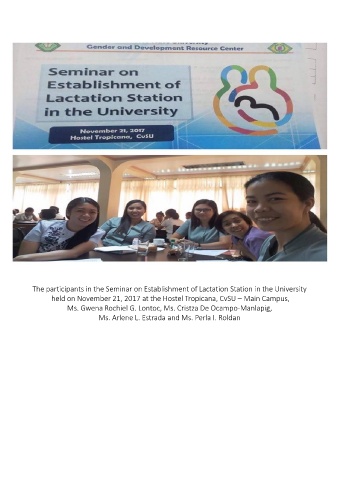 Gender and Development Resource Center
Seminar on
Establishment of
Lactation Station
in the University
November 21, 2017
Hostel Tropicana, CvSU
The participants in the Seminar on Establishment of Lactation Station in the University
held on November 21, 2017 at the Hostel Tropicana, CvSU – Main Campus,
Ms. Gwena Rochiel G. Lontoc, Ms. Cristza De Ocampo-Manlapig,
Ms. Arlene L. Estrada and Ms. Perla I. Roldan